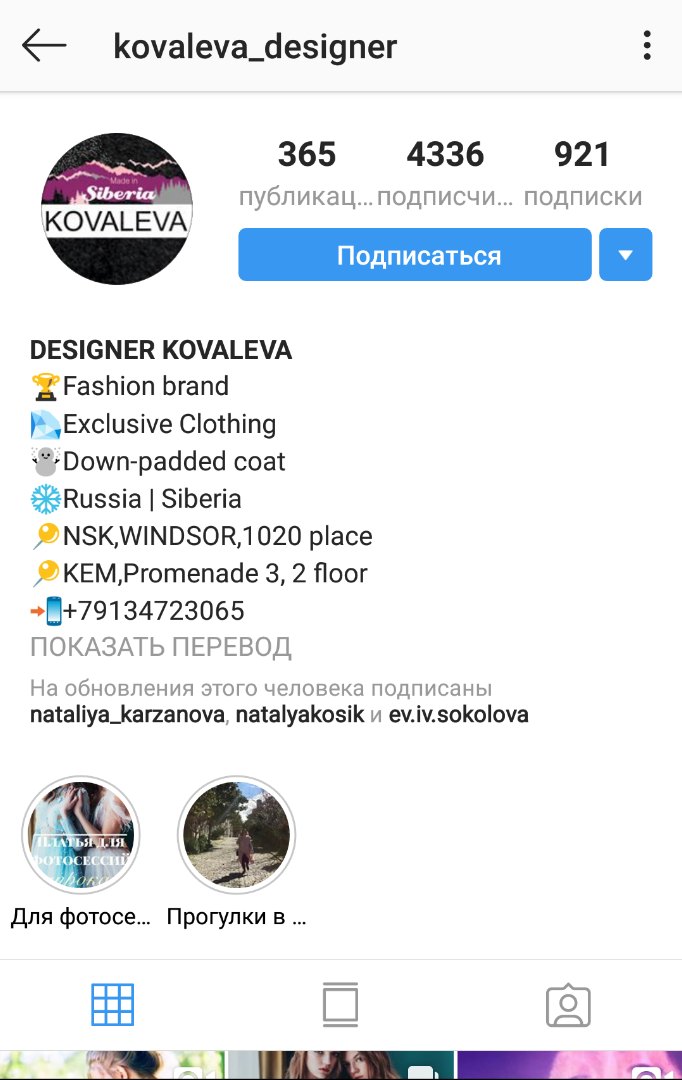 kovaleva_designer
Made in
Siberia
KOVALEVA
365 4336 921
публикац... подписчи... подписки
Подписаться
DESIGNER KOVALEVA
🏆Fashion brand
💎Exclusive Clothing
☃Down-padded coat
❄Russia | Siberia
📍NSK,WINDSOR,1020 place
📍KEM,Promenade 3, 2 floor
📲+79134723065
ПОКАЗАТЬ ПЕРЕВОД
На обновления этого человека подписаны
nataliya_karzanova, natalyakosik и ev.iv.sokolova
ПЛАТЬЯ ДЛЯ
ФОТОСЕССИЙ
Для фотосе... Прогулки в ...